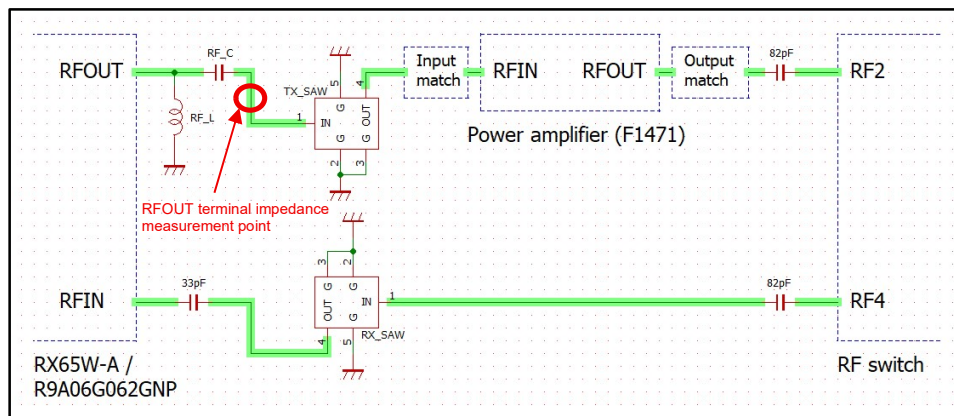 RFOUT
RF_C
RF_L
TX_SAW
1
IN
G
5
4
OUT
G
G
2
3
Input
match
RFIN
RFOUT
Output
match
82pF
RF2
Power amplifier (F1471)
RFOUT terminal impedance
measurement point
RFIN
33pF
3
2
G
G
OUT
IN
1
G
4
5
RX_SAW
82pF
RF4
RX65W-A /
R9A06G062GNP
RF switch